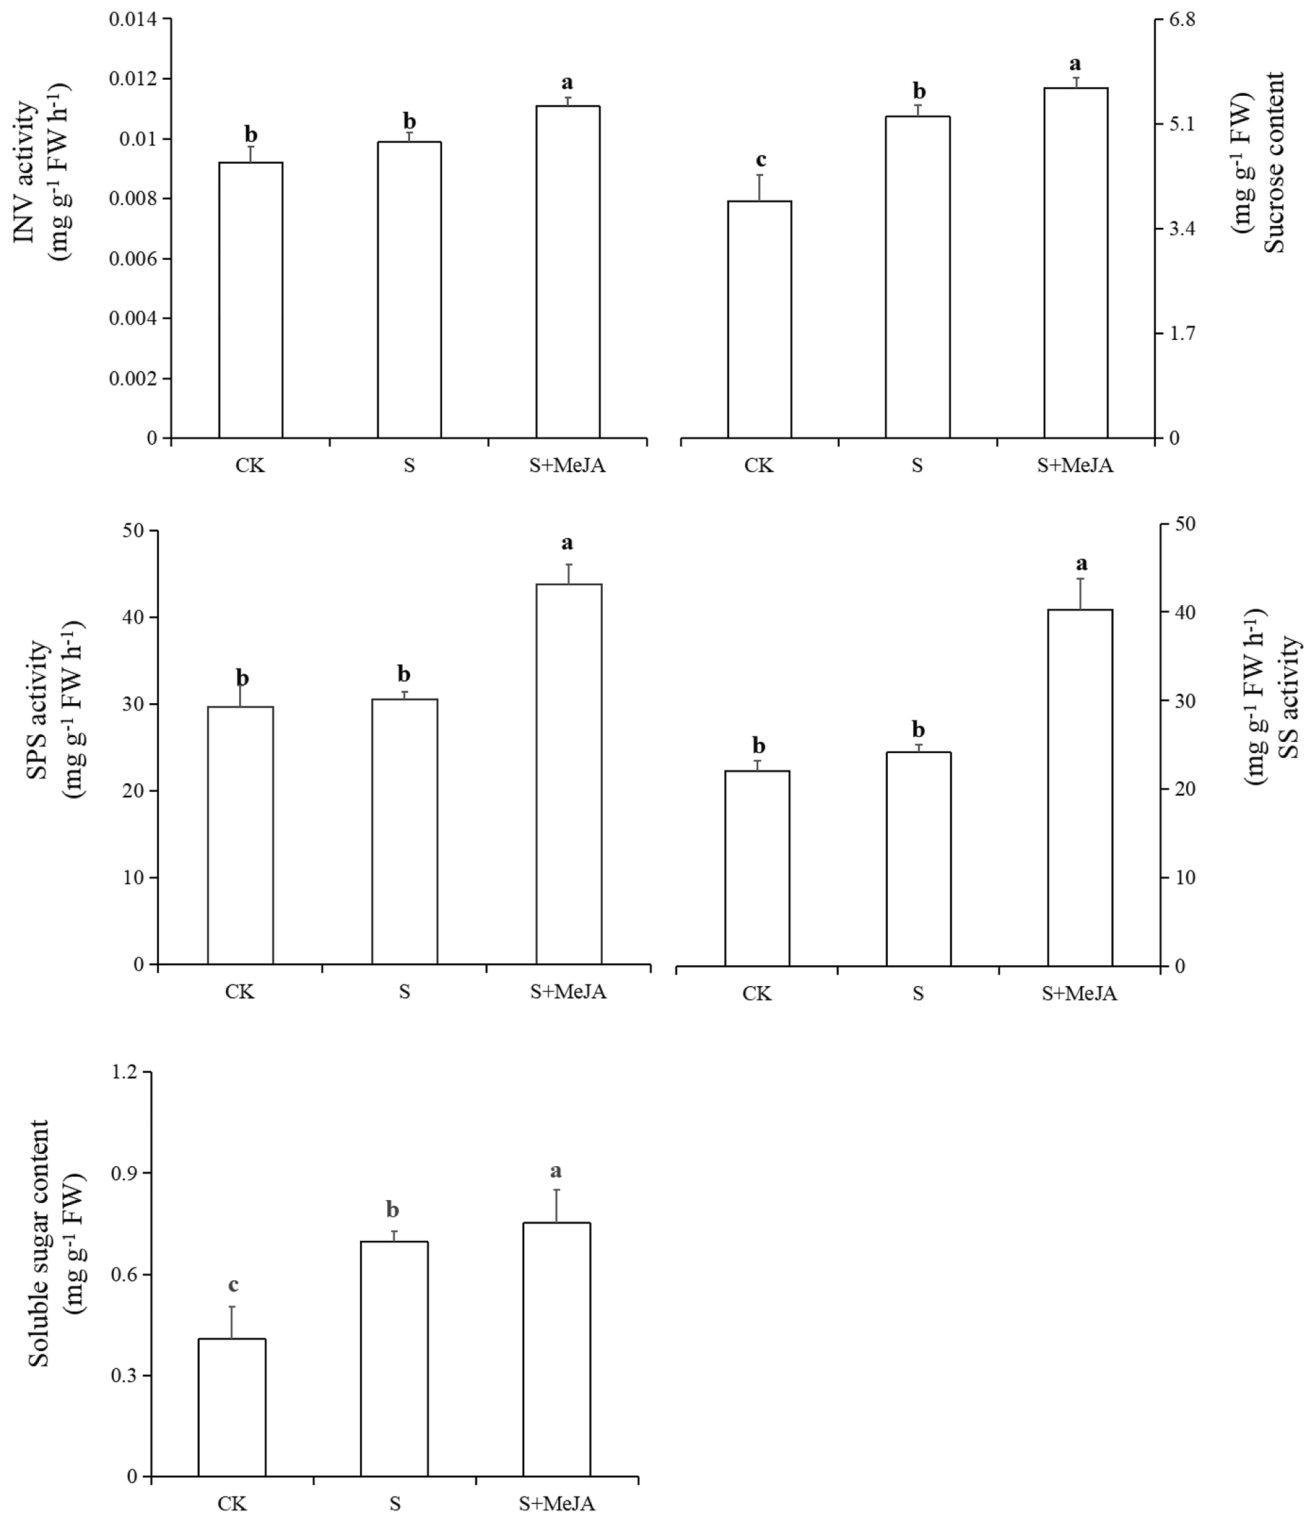 INV activity
(mg g-1 FW h-1)
0.014
0.012
0.01
0.008
0.006
0.004
0.002
0
b
b
a
CK
S
S+MeJA
c
b
a
CK
S
S+MeJA
6.8
5.1
3.4
1.7
0
(mg g-1 FW)
Sucrose content
SPS activity
(mg g-1 FW h-1)
50
40
30
20
10
0
b
b
a
CK
S
S+MeJA
b
b
a
CK
S
S+MeJA
50
40
30
20
10
0
(mg g-1 FW h-1)
SS activity
Soluble sugar content
(mg g-1 FW)
1.2
0.9
0.6
0.3
0
c
b
a
CK
S
S+MeJA